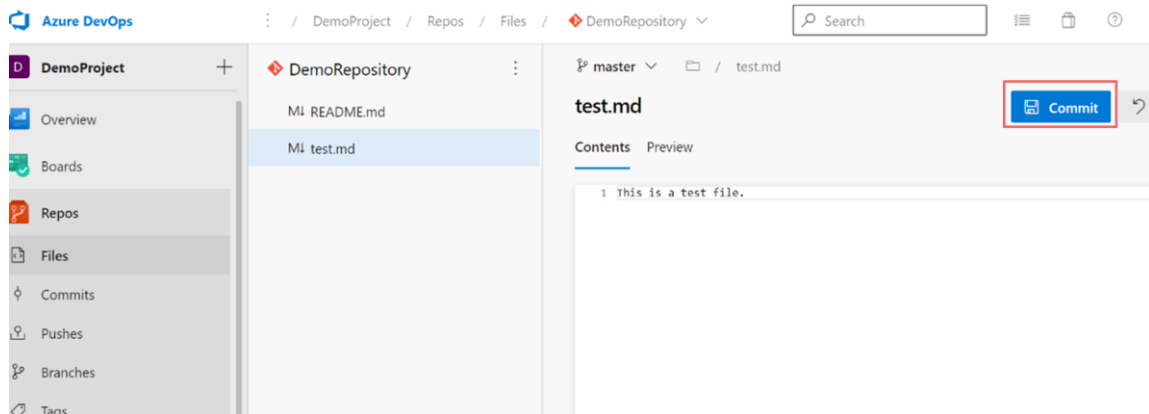 Azure DevOps
/ DemoProject / Repos / Files / DemoRepository
Search
D DemoProject
Overview
Boards
Repos
Files
Commits
Pushes
Branches
Tags
DemoRepository
M↓ README.md
M↓ test.md
master / test.md
test.md
Commit
Contents Preview
1 This is a test file.